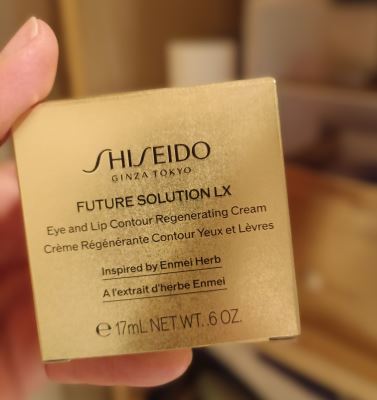 SHISEIDO
GINZA TOKYO
FUTURE SOLUTION LX
Eye and Lip Contour Regenerating Cream
Crème Régénérante Contour Yeux et Lèvres
Inspired by Enmei Herb
A l'extrait d'herbe Enmei
℮ 17mL NET.WT. .6 OZ.